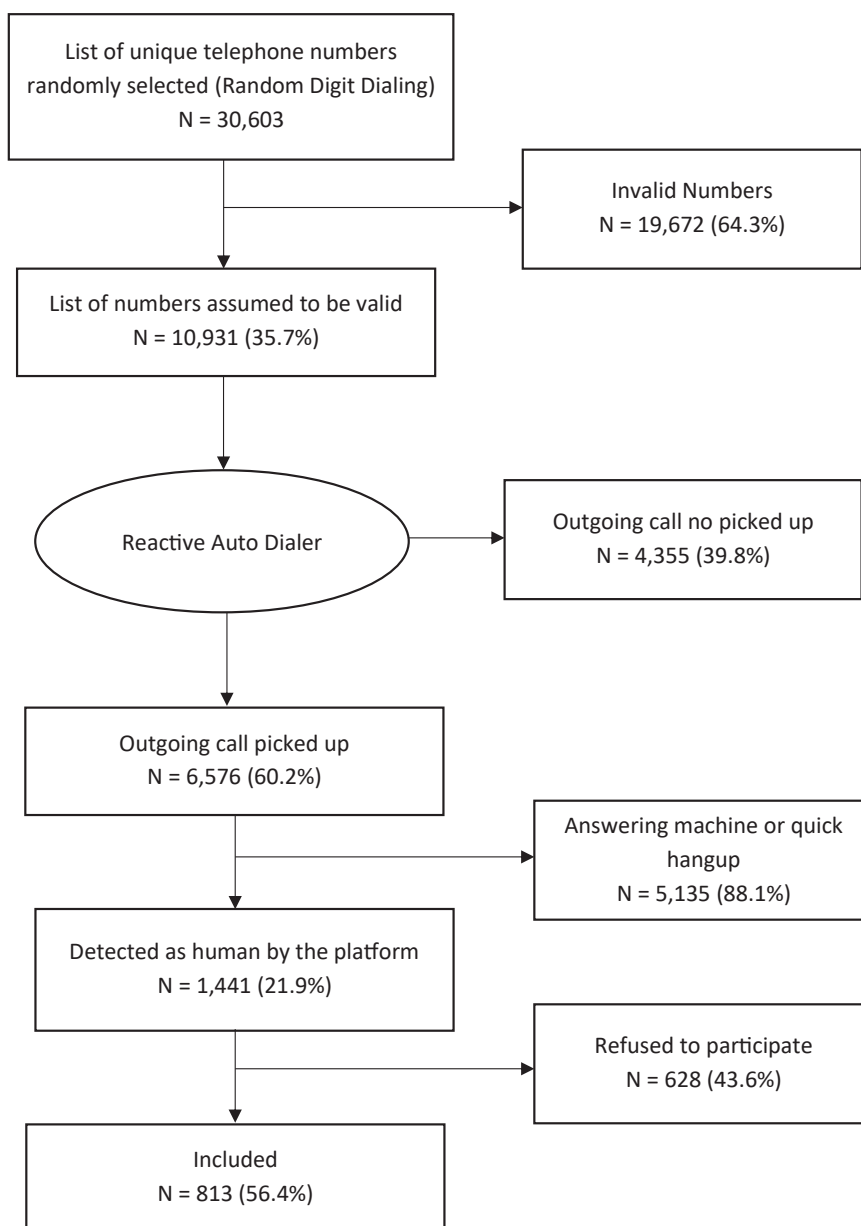 List of unique telephone numbers
randomly selected (Random Digit Dialing)
N = 30,603
Invalid Numbers
N = 19,672 (64.3%)
List of numbers assumed to be valid
N = 10,931 (35.7%)
Reactive Auto Dialer
Outgoing call no picked up
N = 4,355 (39.8%)
Outgoing call picked up
N = 6,576 (60.2%)
Answering machine or quick
hangup
N = 5,135 (88.1%)
Detected as human by the platform
N = 1,441 (21.9%)
Refused to participate
N = 628 (43.6%)
Included
N = 813 (56.4%)